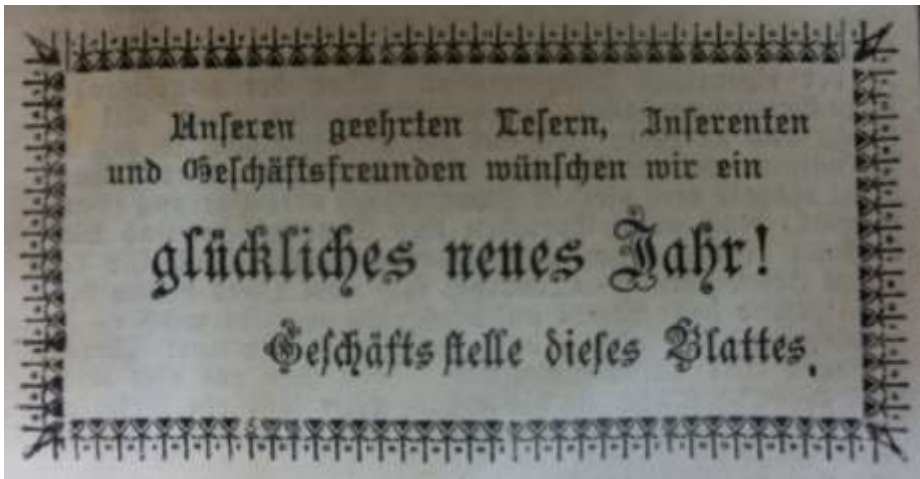 Unseren geehrten Lesern, Inserenten
und Geschäftsfreunden wünschen wir ein
glückliches neues Jahr!
Geschäftsstelle dieses Blattes.